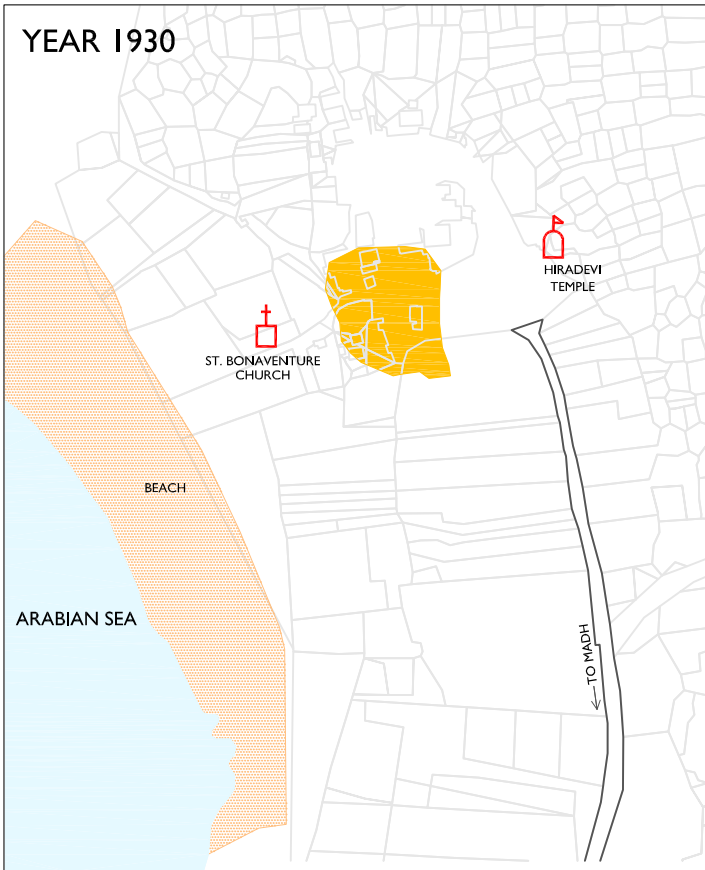 YEAR 1930
HIRADEVI
TEMPLE
ST. BONAVENTURE
CHURCH
BEACH
ARABIAN SEA
TO MADH